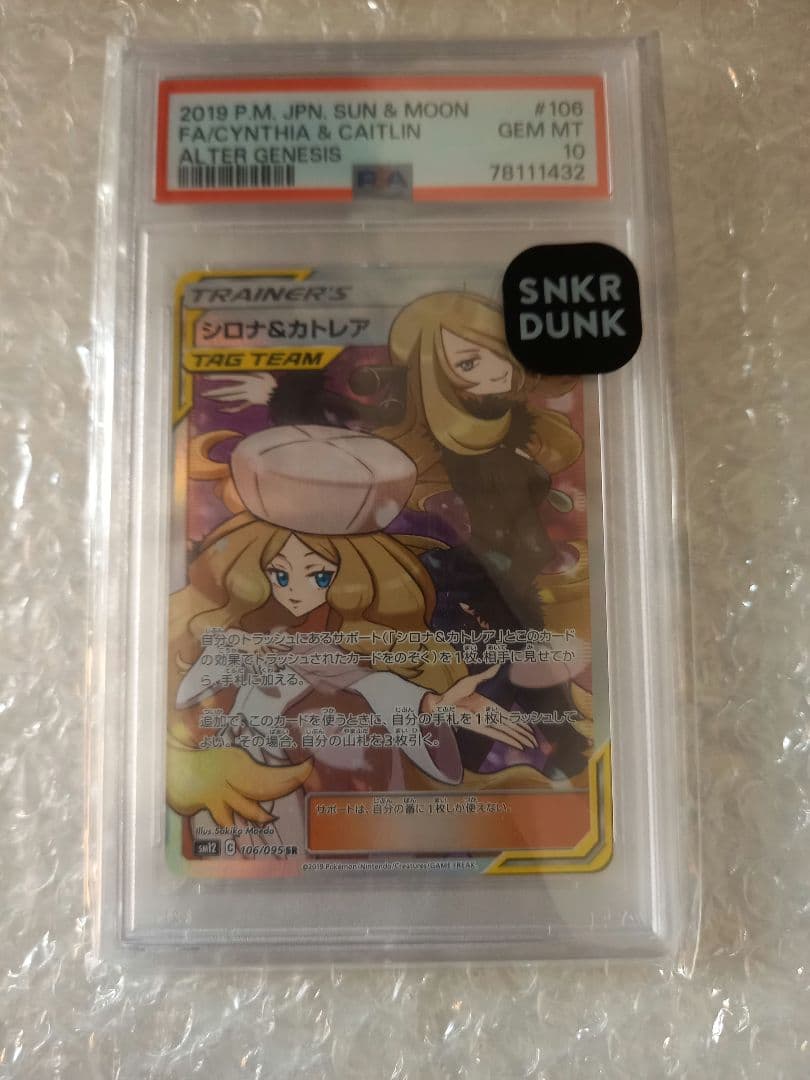 2019 P.M. JPN. SUN & MOON #106
FA/CYNTHIA & CAITLIN GEM MT
ALTER GENESIS 10
PSA 78111432
SNKR
DUNK
TRAINER'S
シロナ&カトレア
TAG TEAM
自分のトラッシュにあるサポート(「シロナ&カトレア」とこのカード
の効果でトラッシュされたカードをのぞく)を1枚、相手に見せてか
ら、手札に加える。
追加で、このカードを使うときに、自分の手札を1枚トラッシュして
よい。その場合、自分の山札を3枚引く。
サポートは、自分の番に1枚しか使えない。
Illus. Sakiko Maeda
SM12 C 106/095 SR
©2019 Pokémon/Nintendo/Creatures/GAME FREAK.